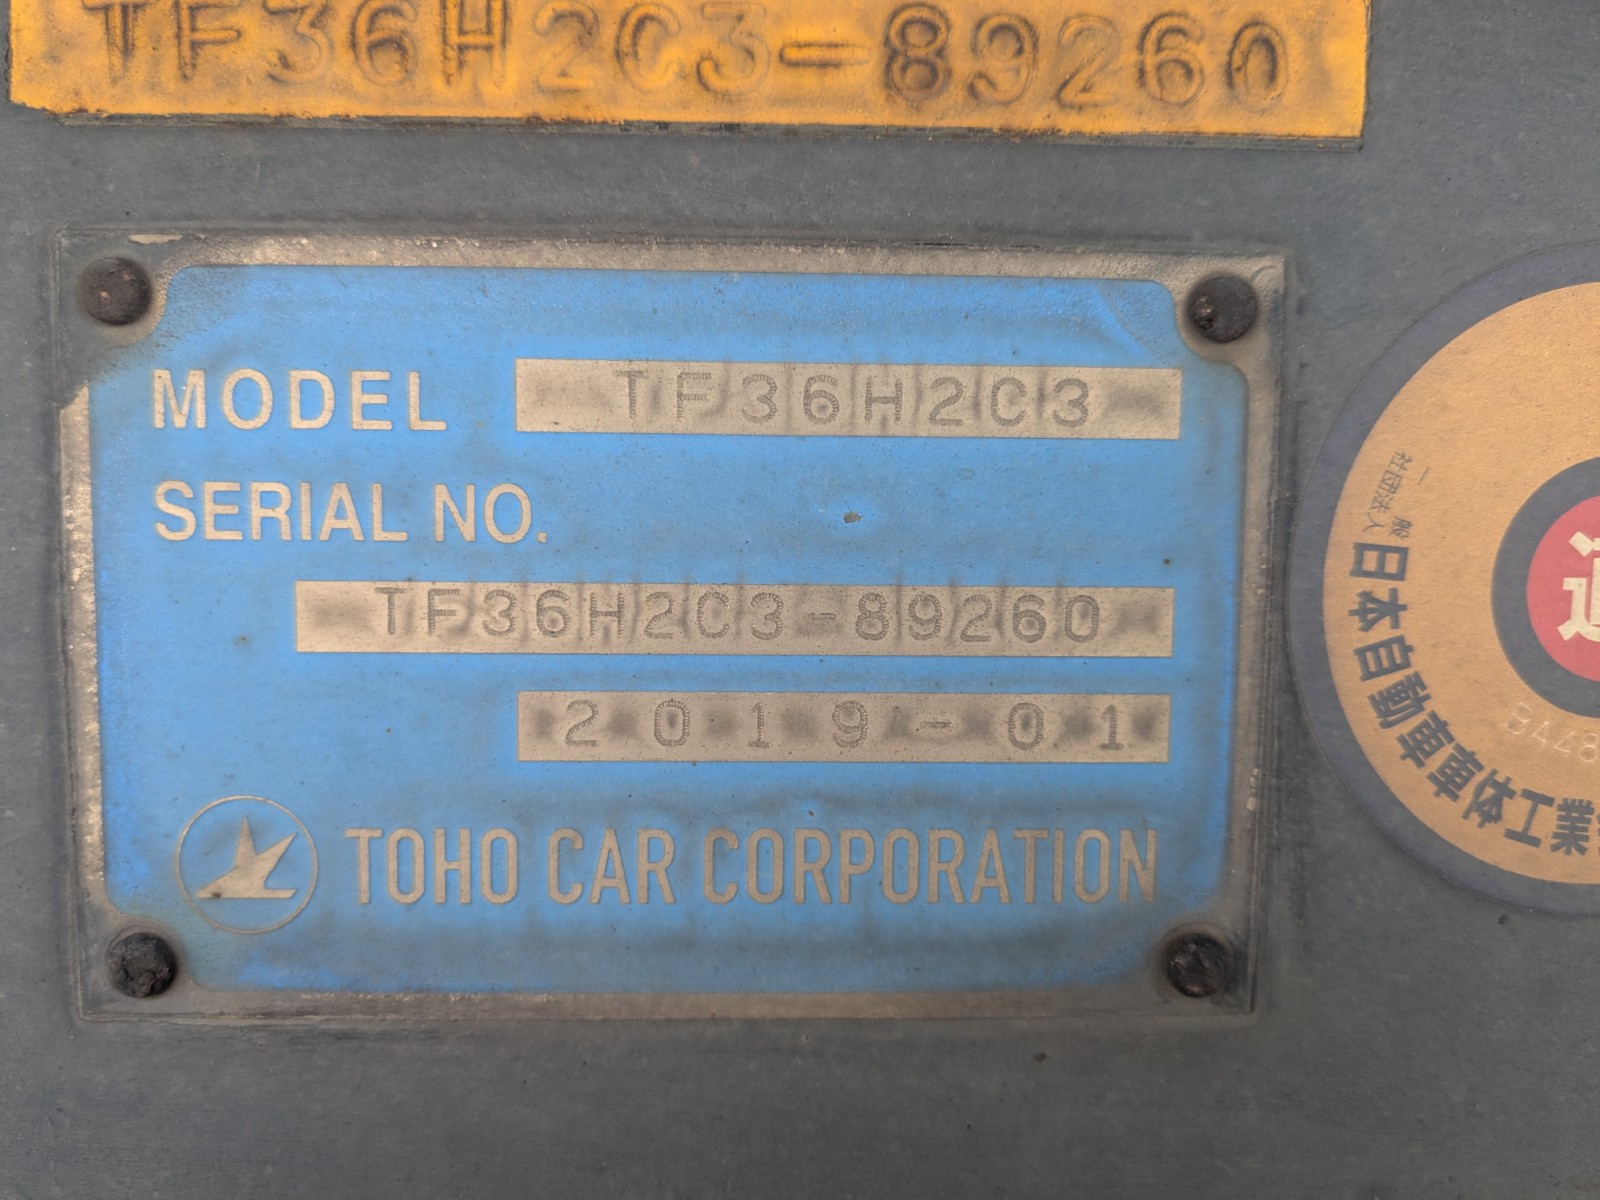 TF36H2C3-89260
MODEL TF36H2C3
SERIAL NO.
TF36H2C3-89260
2019-01
TOHO CAR CORPORATION
一般
社団法人
日本自動車車体工業
BA48